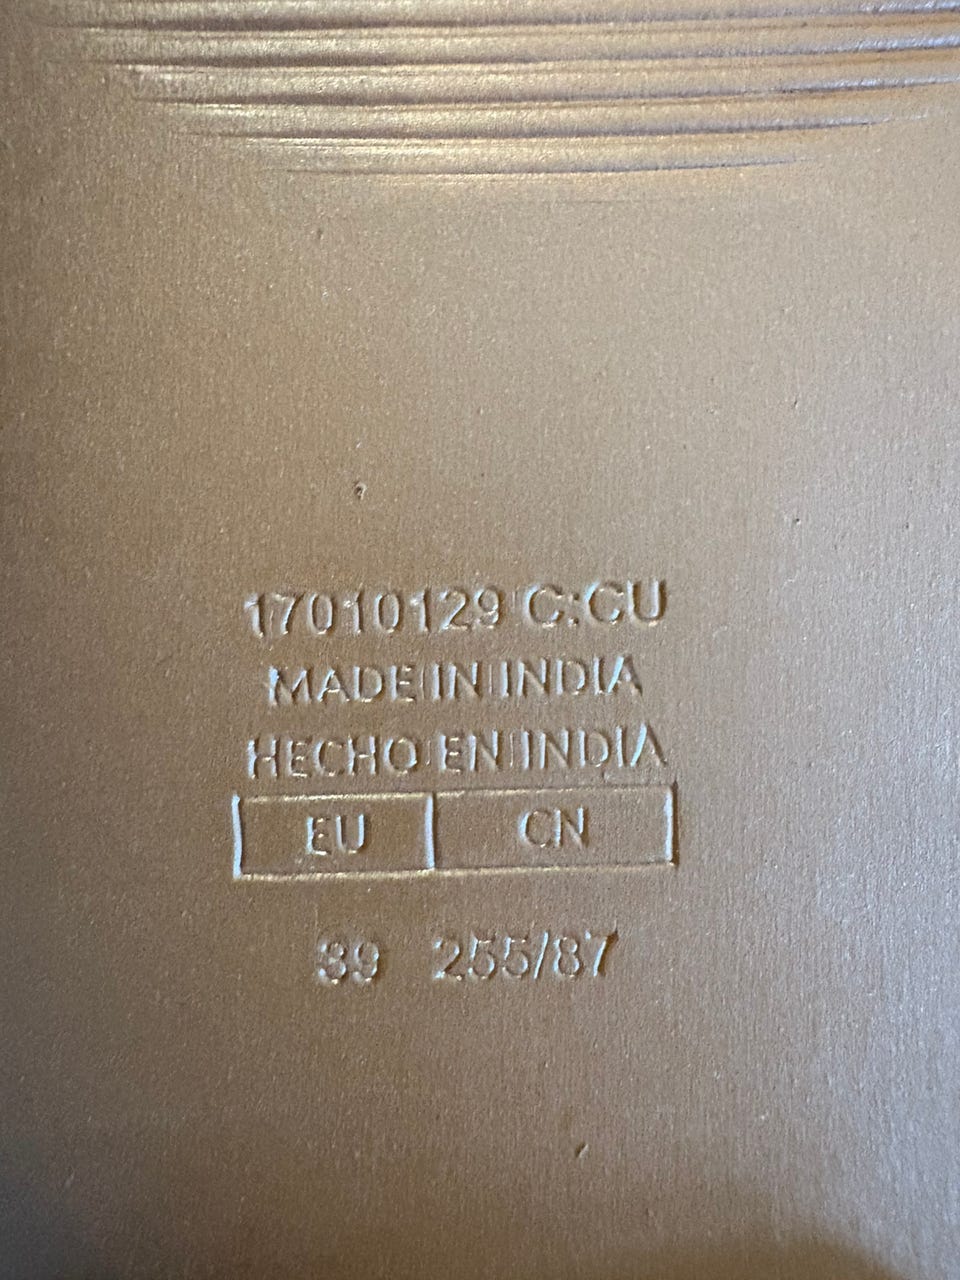 17010129 C:CU
MADE IN INDIA
HECHO EN INDIA
EU CN
39 255/87